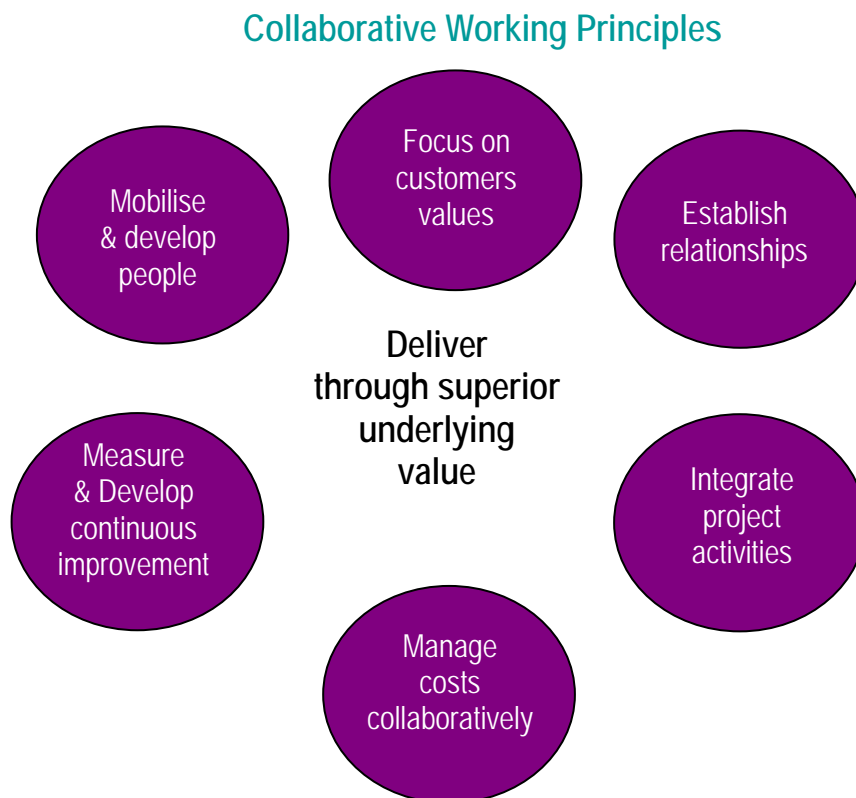 Collaborative Working Principles
Focus on
customers
values
Mobilise
& develop
people
Establish
relationships
Deliver
through superior
underlying
value
Measure
& Develop
continuous
improvement
Integrate
project
activities
Manage
costs
collaboratively